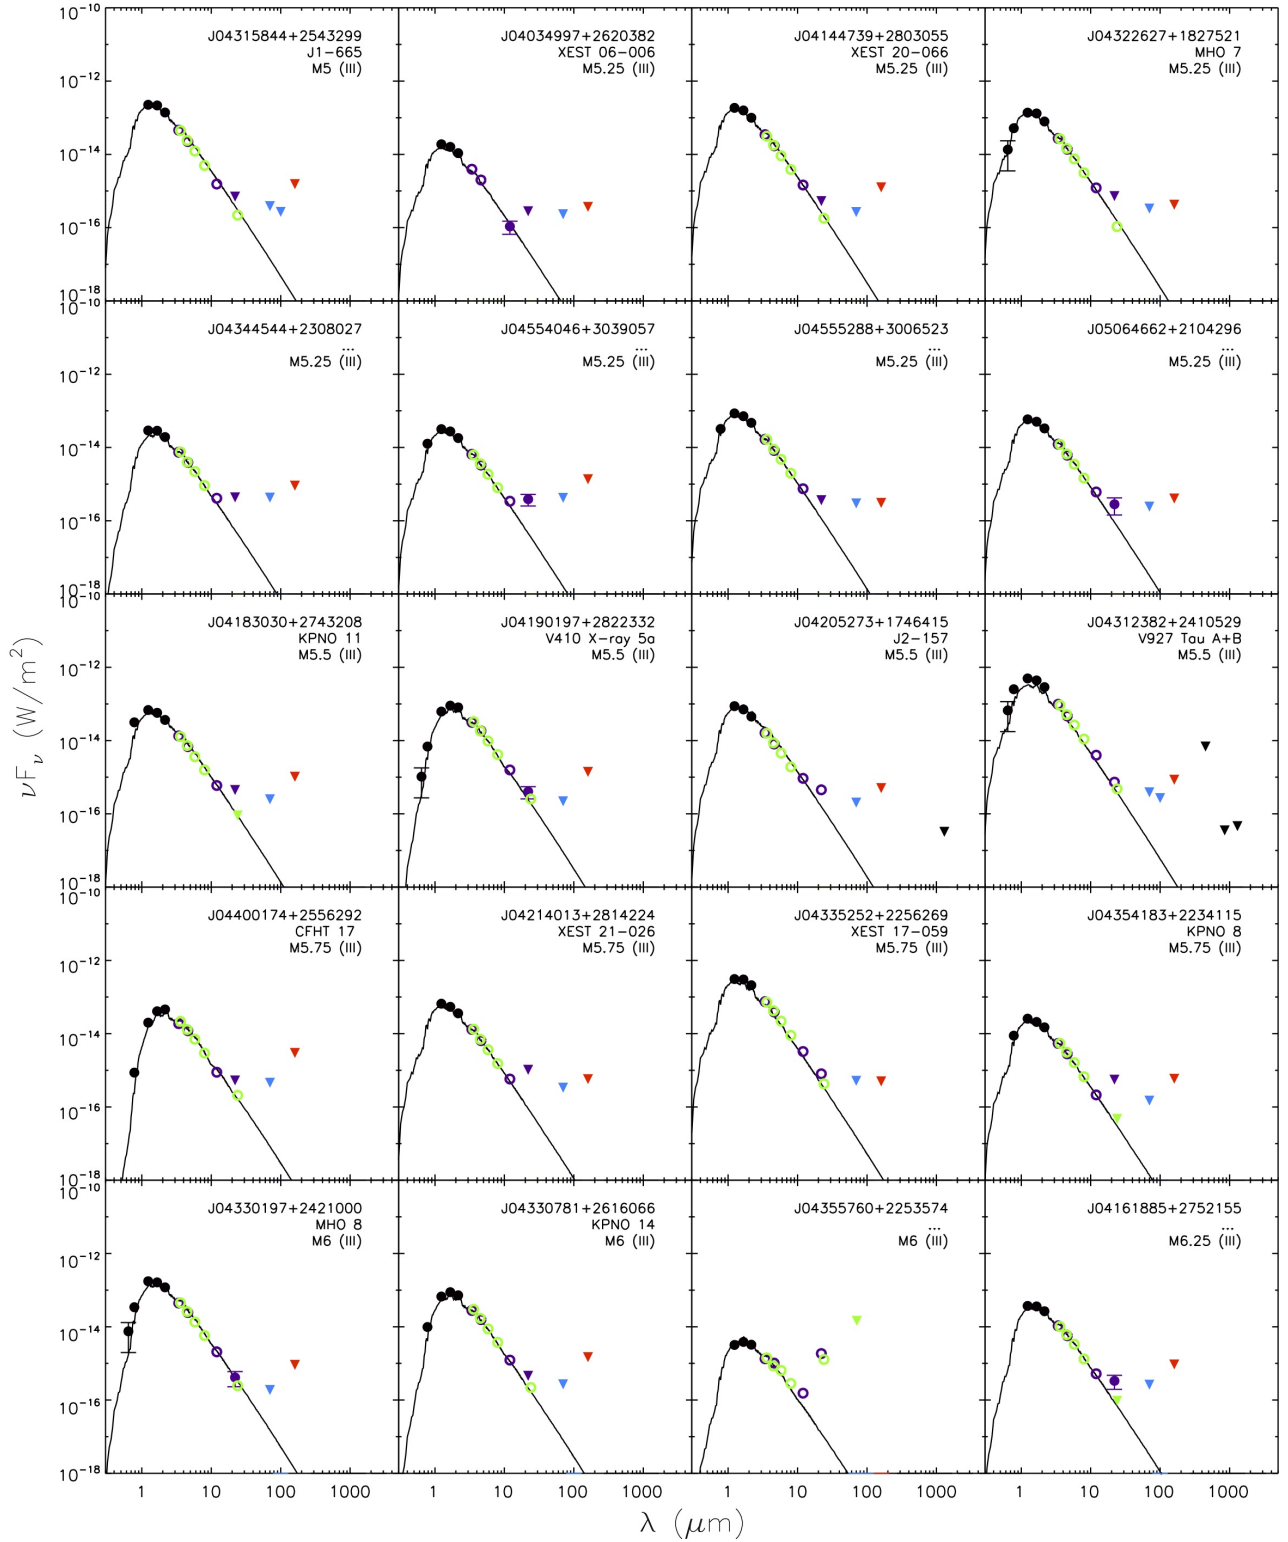 10⁻¹⁰
J04315844+2543299
J1-665
M5 (III)
J04034997+2620382
XEST 06-006
M5.25 (III)
J04144739+2803055
XEST 20-066
M5.25 (III)
J04322627+1827521
MHO 7
M5.25 (III)
10⁻¹²
10⁻¹⁴
10⁻¹⁶
10⁻¹⁸
10⁻¹⁰
J04344544+2308027
...
M5.25 (III)
J04554046+3039057
...
M5.25 (III)
J04555288+3006523
...
M5.25 (III)
J05064662+2104296
...
M5.25 (III)
10⁻¹²
10⁻¹⁴
10⁻¹⁶
10⁻¹⁸
10⁻¹⁰
J04183030+2743208
KPNO 11
M5.5 (III)
J04190197+2822332
V410 X-ray 5a
M5.5 (III)
J04205273+1746415
J2-157
M5.5 (III)
J04312382+2410529
V927 Tau A+B
M5.5 (III)
10⁻¹²
10⁻¹⁴
10⁻¹⁶
10⁻¹⁸
νFν (W/m²)
10⁻¹⁰
J04400174+2556292
CFHT 17
M5.75 (III)
J04214013+2814224
XEST 21-026
M5.75 (III)
J04335252+2256269
XEST 17-059
M5.75 (III)
J04354183+2234115
KPNO 8
M5.75 (III)
10⁻¹²
10⁻¹⁴
10⁻¹⁶
10⁻¹⁸
10⁻¹⁰
J04330197+2421000
MHO 8
M6 (III)
J04330781+2616066
KPNO 14
M6 (III)
J04355760+2253574
...
M6 (III)
J04161885+2752155
...
M6.25 (III)
10⁻¹²
10⁻¹⁴
10⁻¹⁶
10⁻¹⁸
1 10 100 1000 1 10 100 1000 1 10 100 1000 1 10 100 1000
λ (μm)